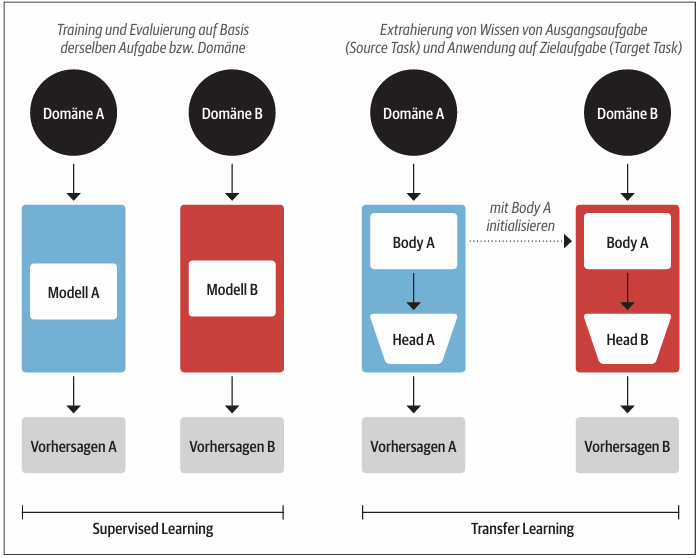 Training und Evaluierung auf Basis
derselben Aufgabe bzw. Domäne
Extrahierung von Wissen von Ausgangsaufgabe
(Source Task) und Anwendung auf Zielaufgabe (Target Task)
Domäne A
Domäne B
Domäne A
Domäne B
mit Body A
initialisieren
Modell A
Modell B
Body A
Body A
Head A
Head B
Vorhersagen A
Vorhersagen B
Vorhersagen A
Vorhersagen B
Supervised Learning
Transfer Learning